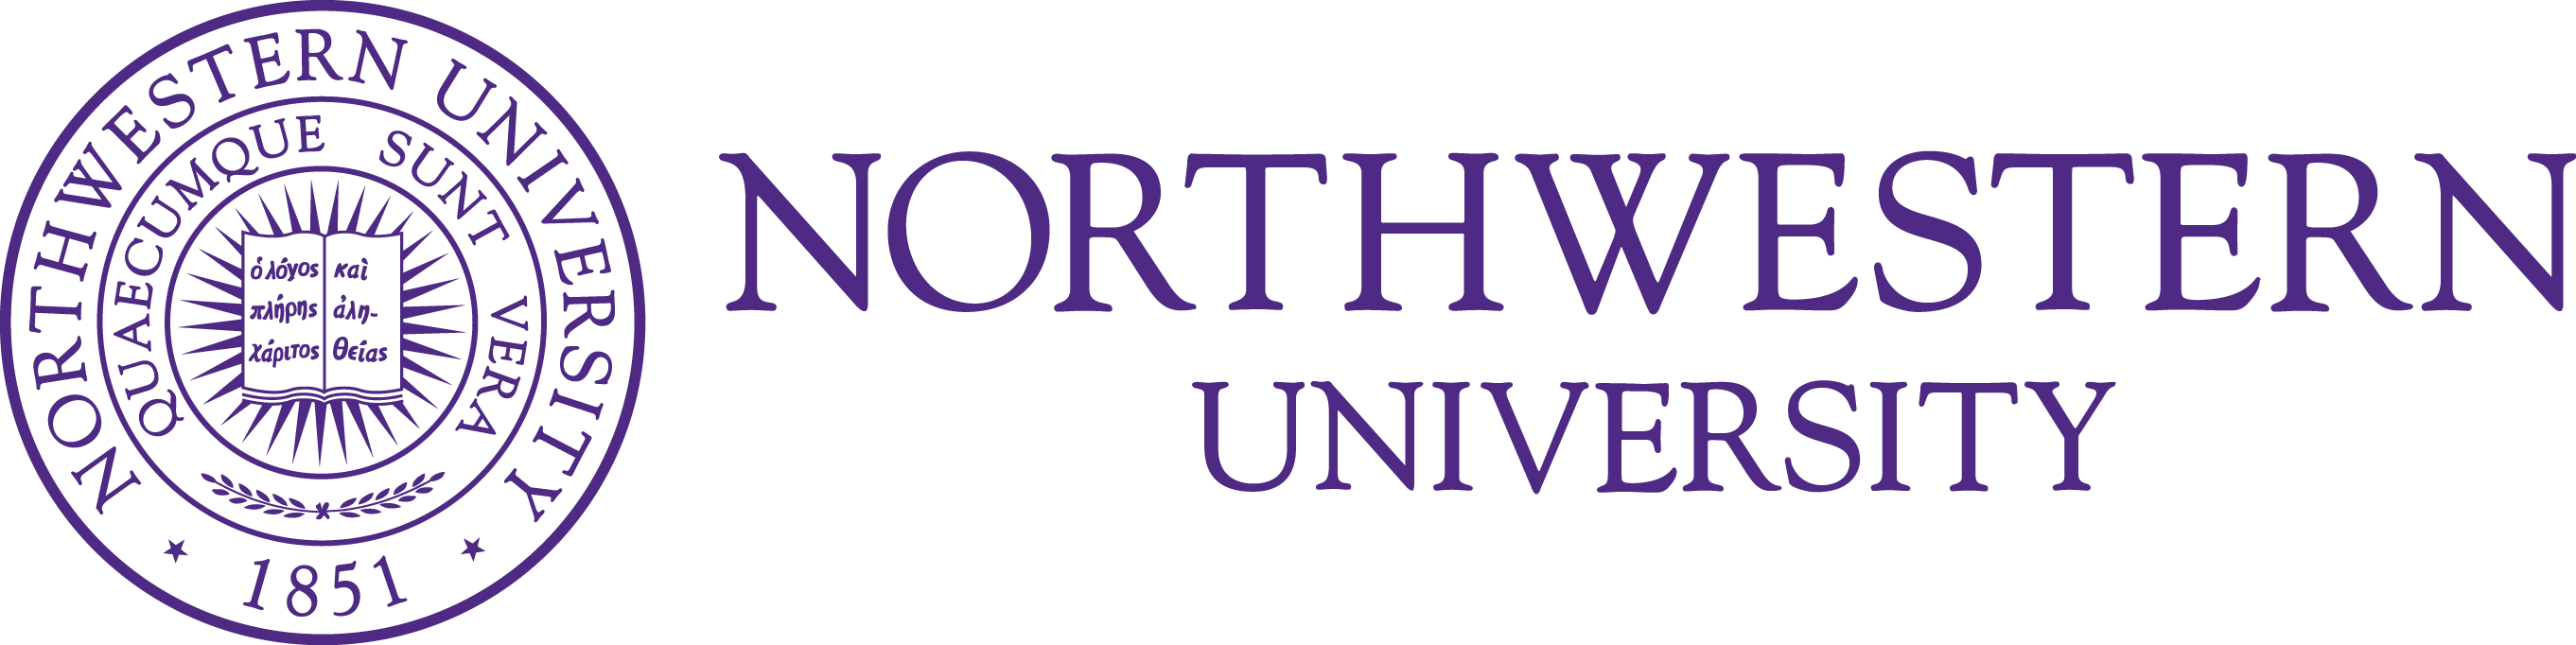 NORTHWESTERN UNIVERSITY
QUAECUMQUE SUNT VERA
ὁ λόγος
πλήρης
χάριτος
καὶ
ἀλη-
θείας
1851
NORTHWESTERN
UNIVERSITY